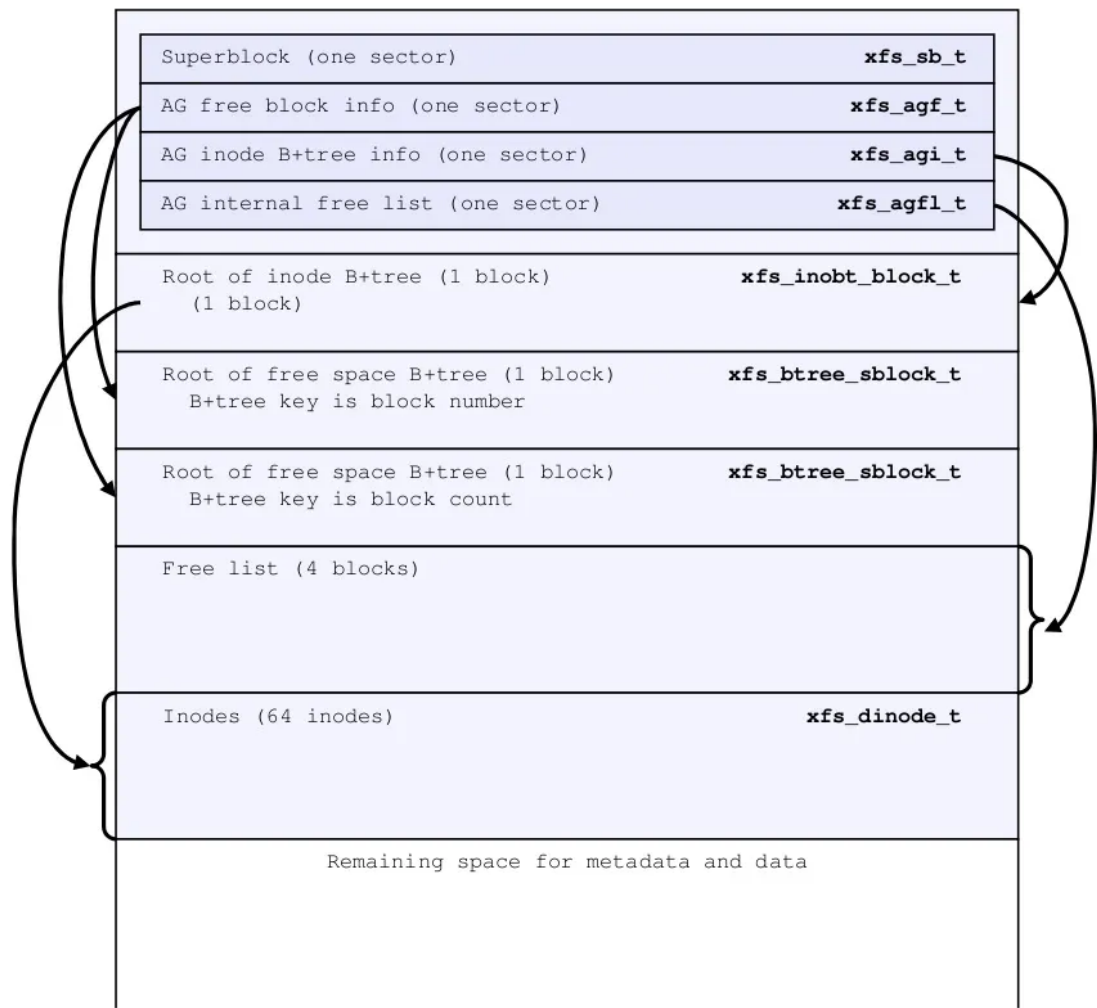 Superblock (one sector) xfs_sb_t
AG free block info (one sector) xfs_agf_t
AG inode B+tree info (one sector) xfs_agi_t
AG internal free list (one sector) xfs_agfl_t
Root of inode B+tree (1 block) xfs_inobt_block_t
(1 block)
Root of free space B+tree (1 block) xfs_btree_sblock_t
B+tree key is block number
Root of free space B+tree (1 block) xfs_btree_sblock_t
B+tree key is block count
Free list (4 blocks)
Inodes (64 inodes) xfs_dinode_t
Remaining space for metadata and data